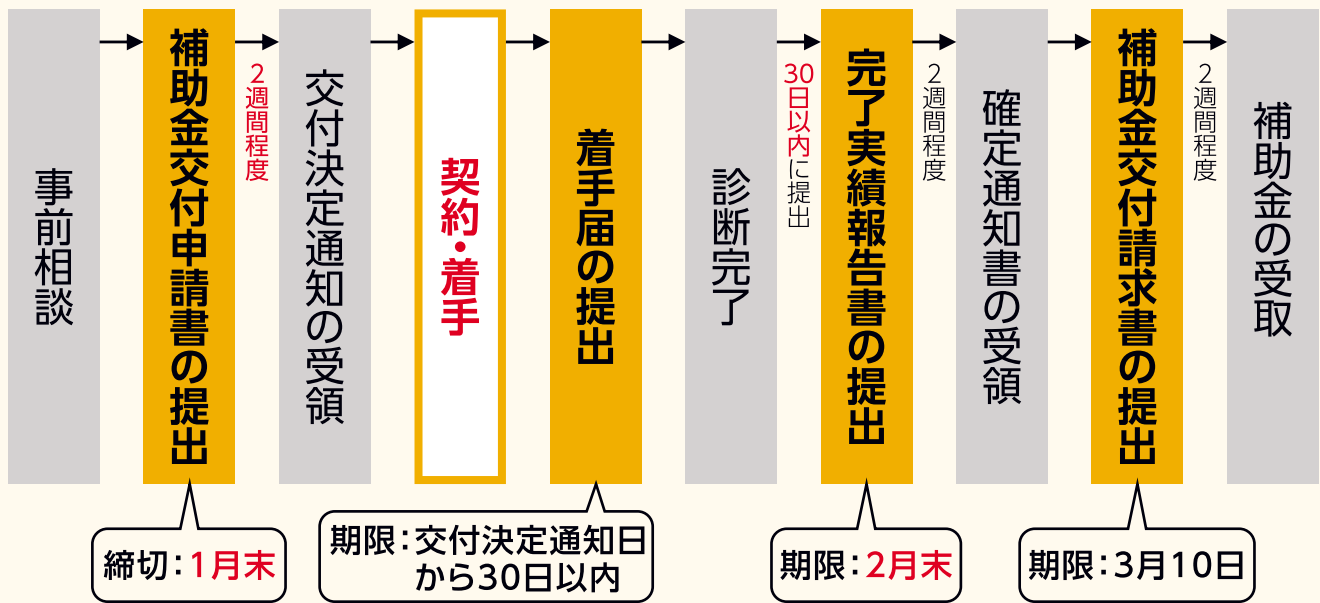 事前相談
補助金交付申請書の提出
2週間程度
交付決定通知の受領
契約・着手
着手届の提出
診断完了
30日以内に提出
完了実績報告書の提出
2週間程度
確定通知書の受領
補助金交付請求書の提出
2週間程度
補助金の受取
締切：1月末
期限：交付決定通知日
から30日以内
期限：2月末
期限：3月10日